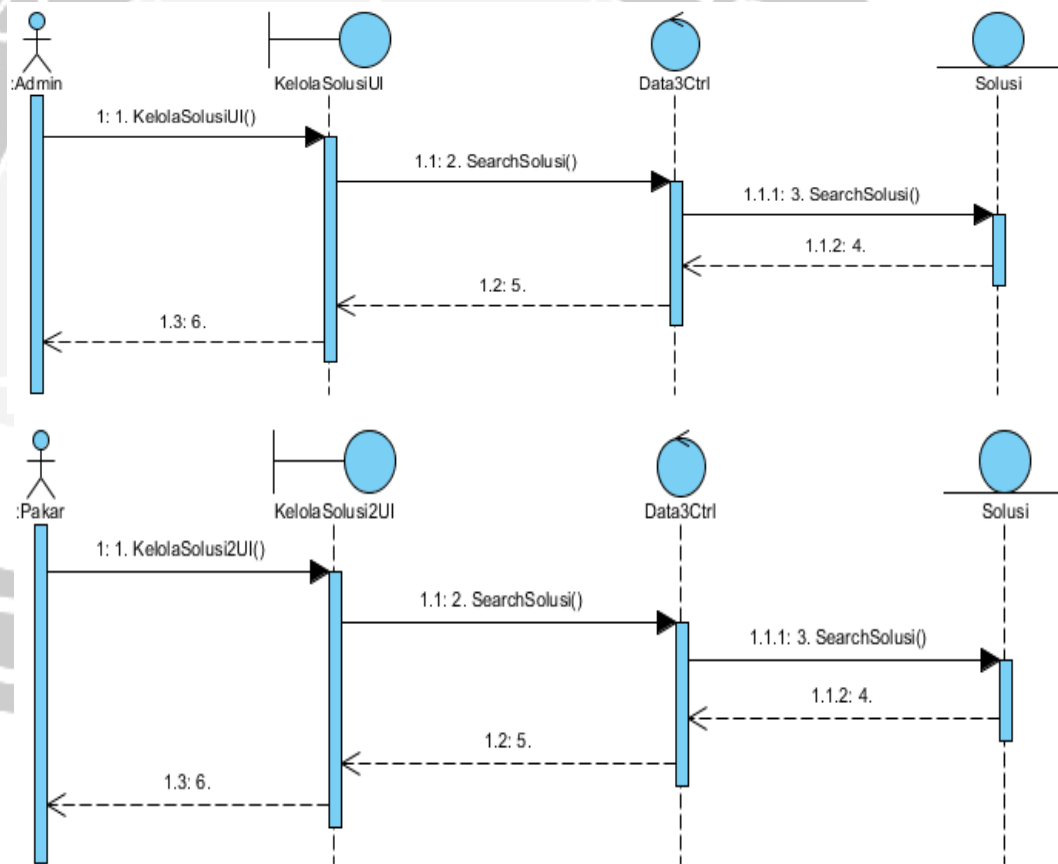 :Admin
KelolaSolusiUI
Data3Ctrl
Solusi
1: 1. KelolaSolusiUI()
1.1: 2. SearchSolusi()
1.1.1: 3. SearchSolusi()
1.1.2: 4.
1.2: 5.
1.3: 6.
:Pakar
KelolaSolusi2UI
Data3Ctrl
Solusi
1: 1. KelolaSolusi2UI()
1.1: 2. SearchSolusi()
1.1.1: 3. SearchSolusi()
1.1.2: 4.
1.2: 5.
1.3: 6.